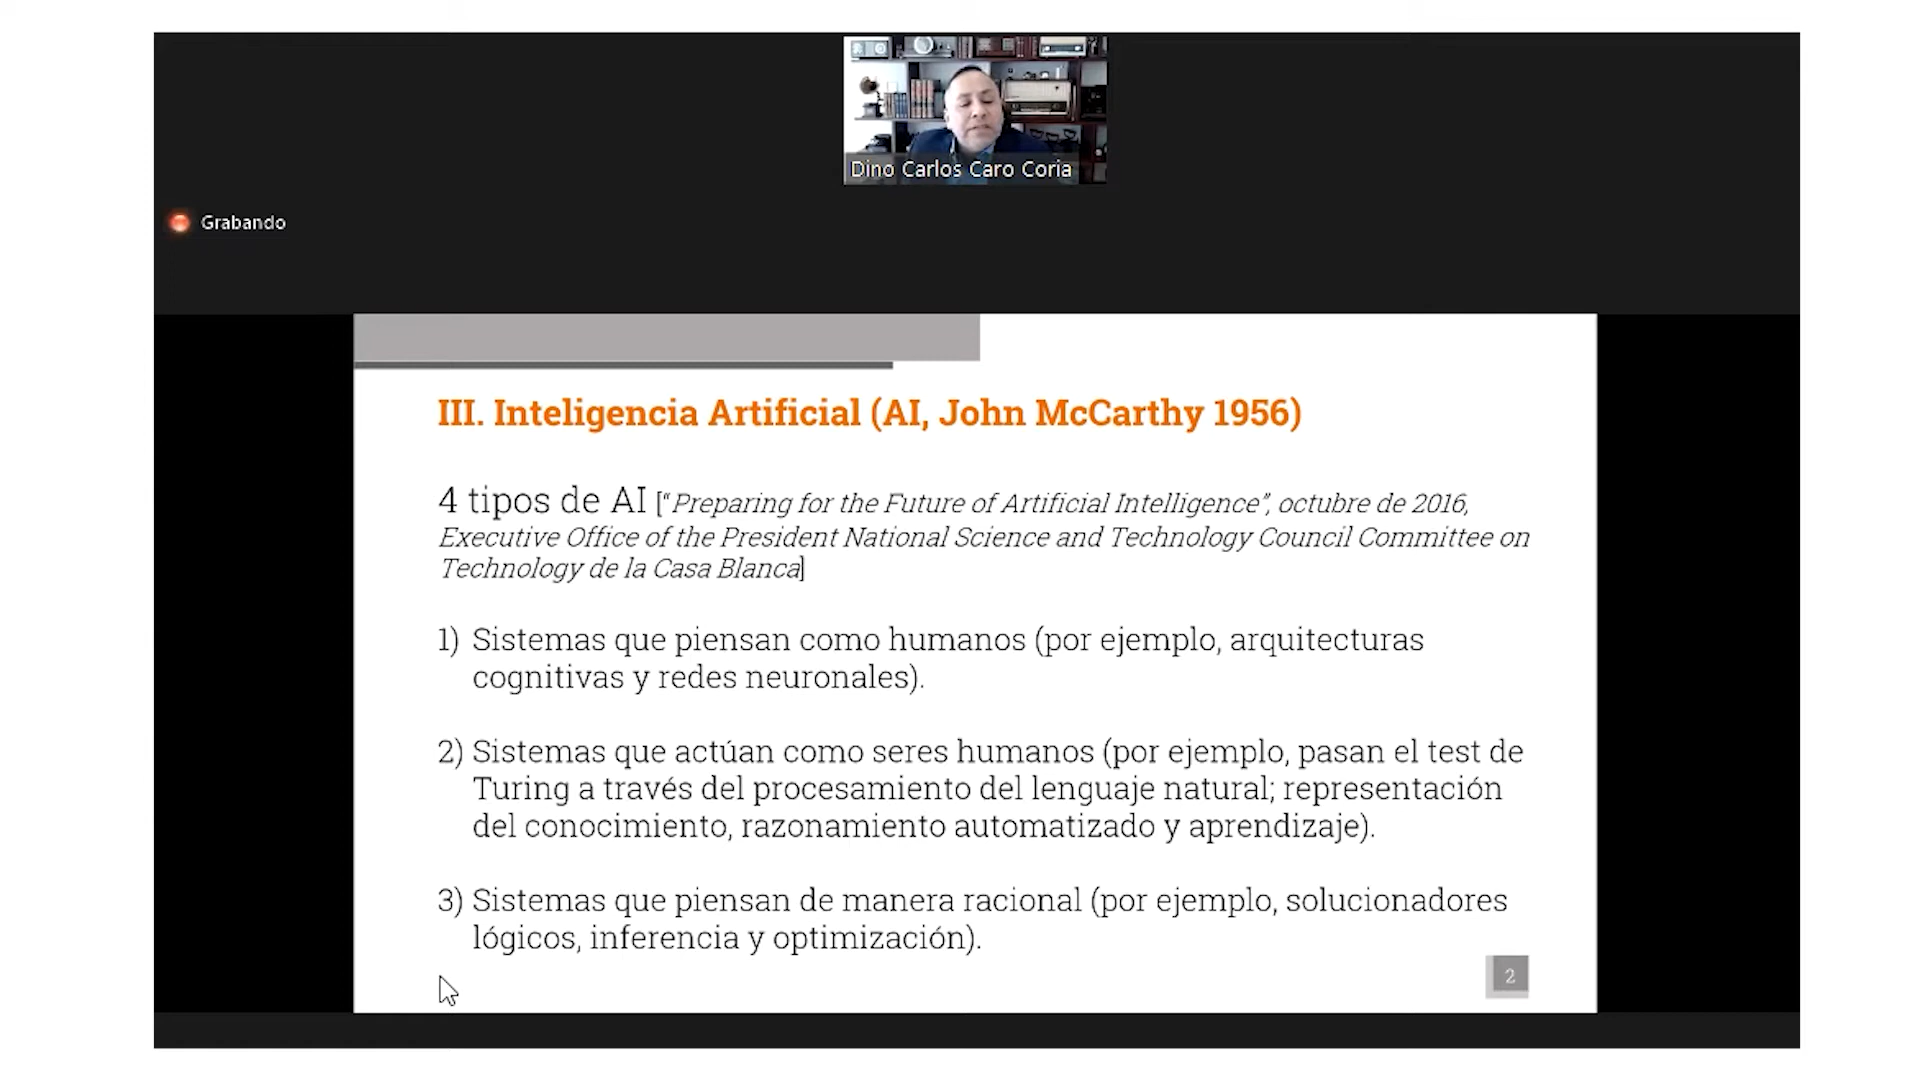 Dino Carlos Caro Coria
Grabando
III. Inteligencia Artificial (AI, John McCarthy 1956)
4 tipos de AI [“Preparing for the Future of Artificial Intelligence”, octubre de 2016,
Executive Office of the President National Science and Technology Council Committee on
Technology de la Casa Blanca]
1) Sistemas que piensan como humanos (por ejemplo, arquitecturas
cognitivas y redes neuronales).
2) Sistemas que actúan como seres humanos (por ejemplo, pasan el test de
Turing a través del procesamiento del lenguaje natural; representación
del conocimiento, razonamiento automatizado y aprendizaje).
3) Sistemas que piensan de manera racional (por ejemplo, solucionadores
lógicos, inferencia y optimización).
2